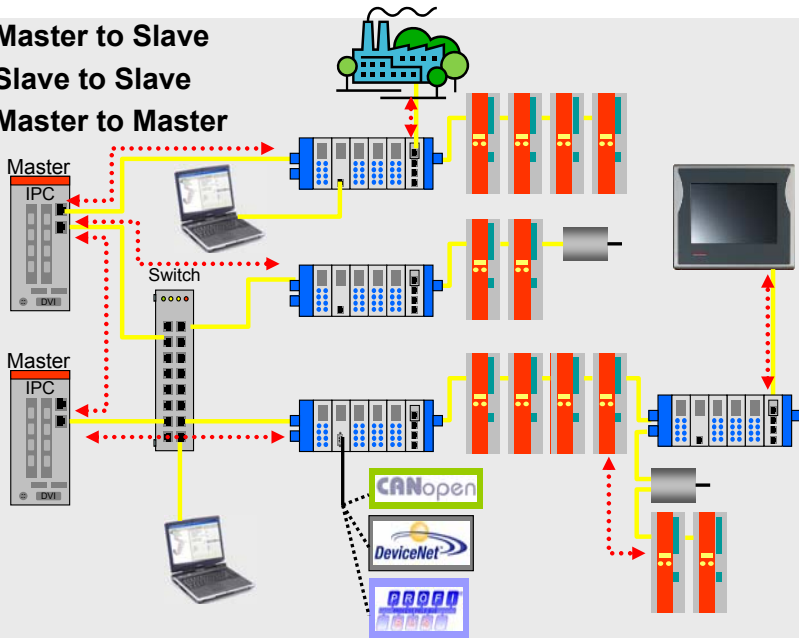 Master to Slave
Slave to Slave
Master to Master
Master
IPC
DVI
Switch
Master
IPC
DVI
CANopen
DeviceNet
PROFI
BUS